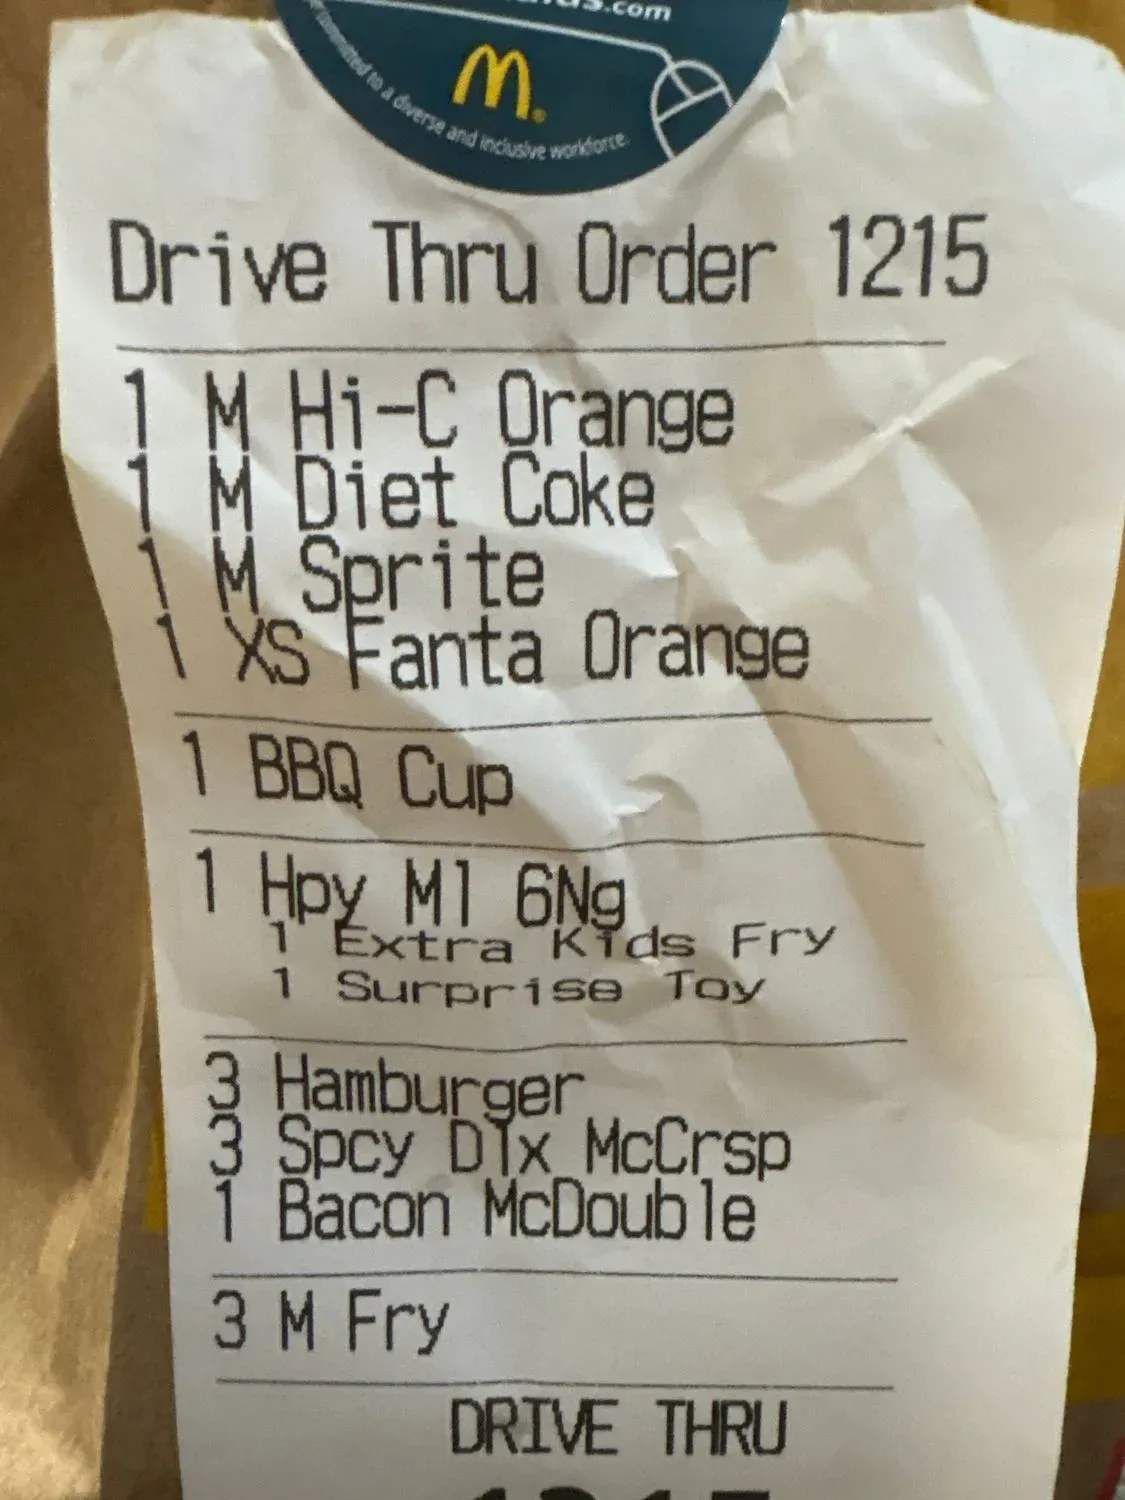 .com
committed to a diverse and inclusive workforce.
Drive Thru Order 1215
1 M Hi-C Orange
1 M Diet Coke
1 M Sprite
1 XS Fanta Orange
1 BBQ Cup
1 Hpy Ml 6Ng
1 Extra Kids Fry
1 Surprise Toy
3 Hamburger
3 Spcy Dlx McCrsp
1 Bacon McDouble
3 M Fry
DRIVE THRU